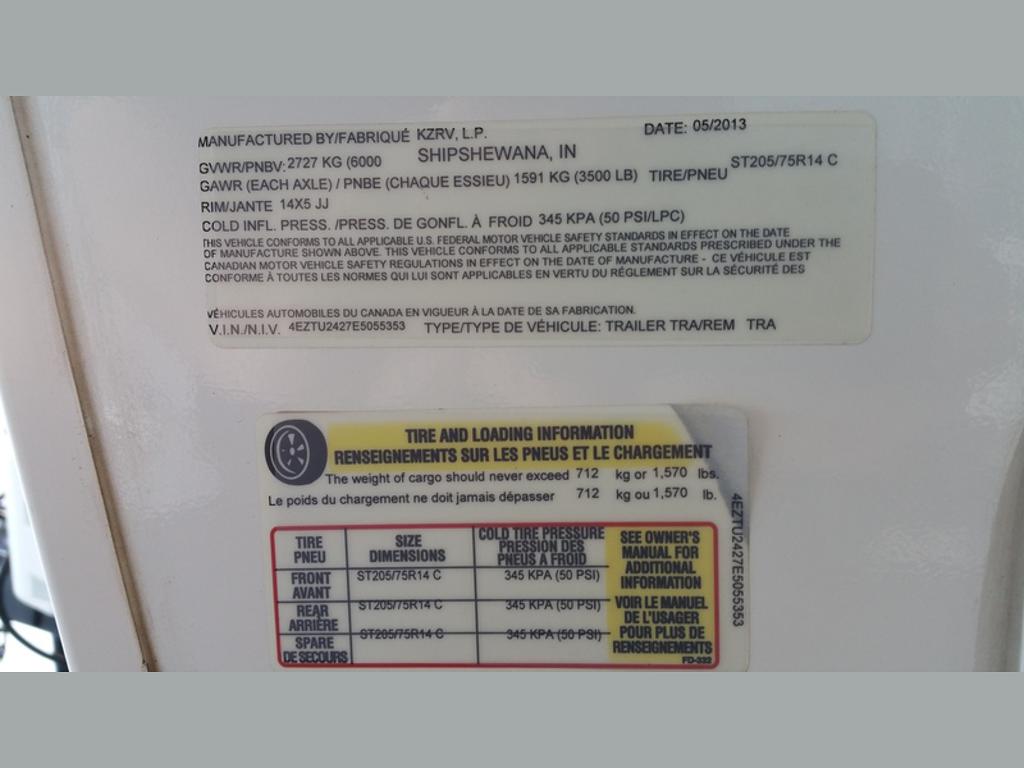 MANUFACTURED BY/FABRIQUÉ KZRV, L.P. DATE: 05/2013
SHIPSHEWANA, IN
GVWR/PNBV: 2727 KG (6000
GAWR (EACH AXLE) / PNBE (CHAQUE ESSIEU) 1591 KG (3500 LB) TIRE/PNEU ST205/75R14 C
RIM/JANTE 14X5 JJ
COLD INFL. PRESS. /PRESS. DE GONFL. À FROID 345 KPA (50 PSI/LPC)
THIS VEHICLE CONFORMS TO ALL APPLICABLE U.S. FEDERAL MOTOR VEHICLE SAFETY STANDARDS IN EFFECT ON THE DATE
OF MANUFACTURE SHOWN ABOVE. THIS VEHICLE CONFORMS TO ALL APPLICABLE STANDARDS PRESCRIBED UNDER THE
CANADIAN MOTOR VEHICLE SAFETY REGULATIONS IN EFFECT ON THE DATE OF MANUFACTURE - CE VÉHICULE EST
CONFORME À TOUTES LES NORMES QUI LUI SONT APPLICABLES EN VERTU DU RÉGLEMENT SUR LA SÉCURITÉ DES
VÉHICULES AUTOMOBILES DU CANADA EN VIGUEUR À LA DATE DE SA FABRICATION.
V.I.N./N.I.V. 4EZTU2427E5055353 TYPE/TYPE DE VÉHICULE: TRAILER TRA/REM TRA
TIRE AND LOADING INFORMATION
RENSEIGNEMENTS SUR LES PNEUS ET LE CHARGEMENT
The weight of cargo should never exceed 712 kg or 1,570 lbs.
Le poids du chargement ne doit jamais dépasser 712 kg ou 1,570 lb.
TIRE
PNEU
SIZE
DIMENSIONS
COLD TIRE PRESSURE
PRESSION DES
PNEUS À FROID
FRONT
AVANT
ST205/75R14 C 345 KPA (50 PSI)
REAR
ARRIÈRE
ST205/75R14 C 345 KPA (50 PSI)
SPARE
DE SECOURS
ST205/75R14 C 345 KPA (50 PSI)
SEE OWNER'S
MANUAL FOR
ADDITIONAL
INFORMATION
VOIR LE MANUEL
DE L'USAGER
POUR PLUS DE
RENSEIGNEMENTS
FD-332
4EZTU2427E5055353